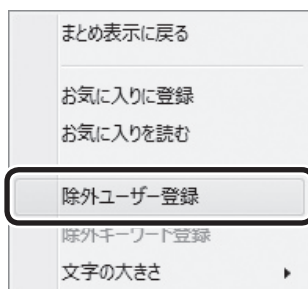 まとめ表示に戻る
お気に入りに登録
お気に入りを読む
除外ユーザー登録
除外キーワード登録
文字の大きさ